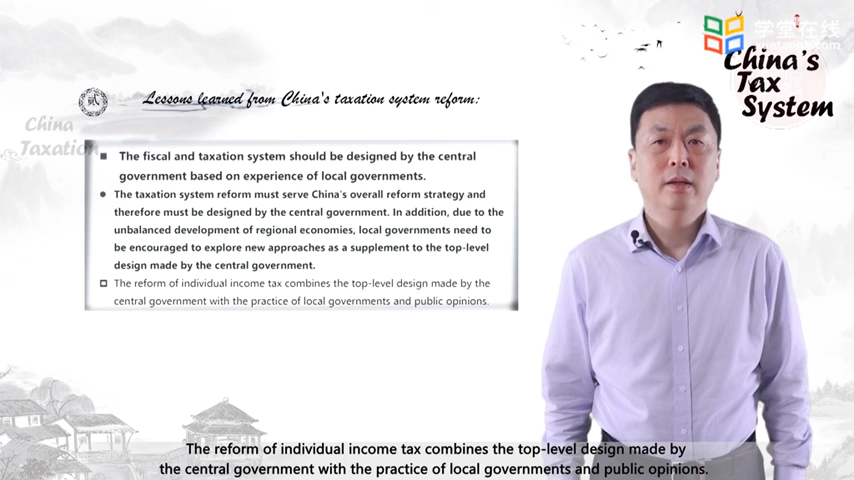 学堂在线
xuetangx.com
China's
Tax
System
贰
Lessons learned from China's taxation system reform:
China
Taxation
The fiscal and taxation system should be designed by the central
government based on experience of local governments.
The taxation system reform must serve China's overall reform strategy and
therefore must be designed by the central government. In addition, due to the
unbalanced development of regional economies, local governments need to
be encouraged to explore new approaches as a supplement to the top-level
design made by the central government.
The reform of individual income tax combines the top-level design made by the
central government with the practice of local governments and public opinions.
The reform of individual income tax combines the top-level design made by
the central government with the practice of local governments and public opinions.